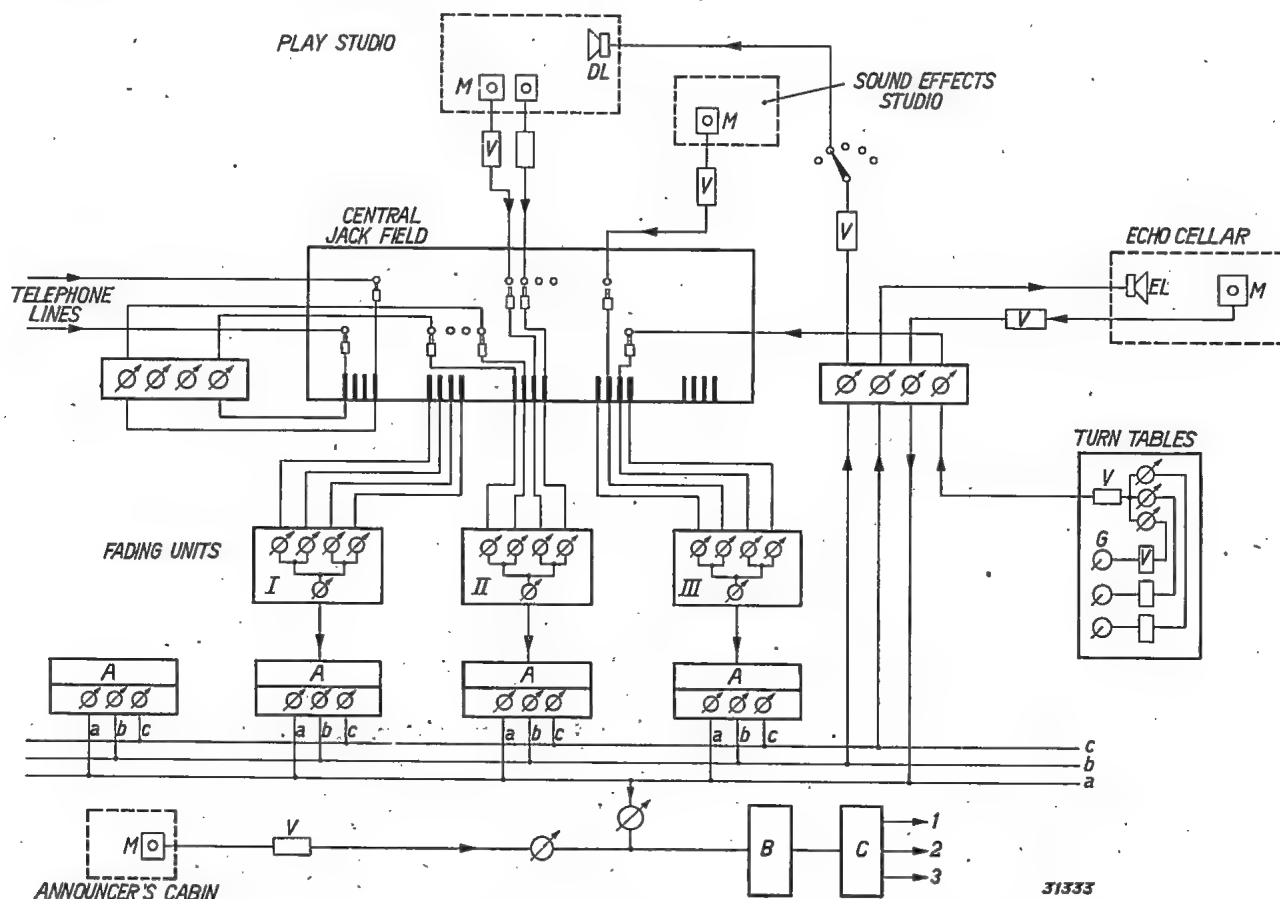 PLAY STUDIO
DL
M
V
SOUND EFFECTS
STUDIO
M
V
V
CENTRAL
JACK FIELD
ECHO CELLAR
EL
M
V
TELEPHONE
LINES
TURN TABLES
V
G
V
FADING UNITS
I
II
III
A
A
A
A
a
b
c
a
b
c
a
b
c
a
b
c
c
b
a
M
V
ANNOUNCER'S CABIN
B
C
1
2
3
31333